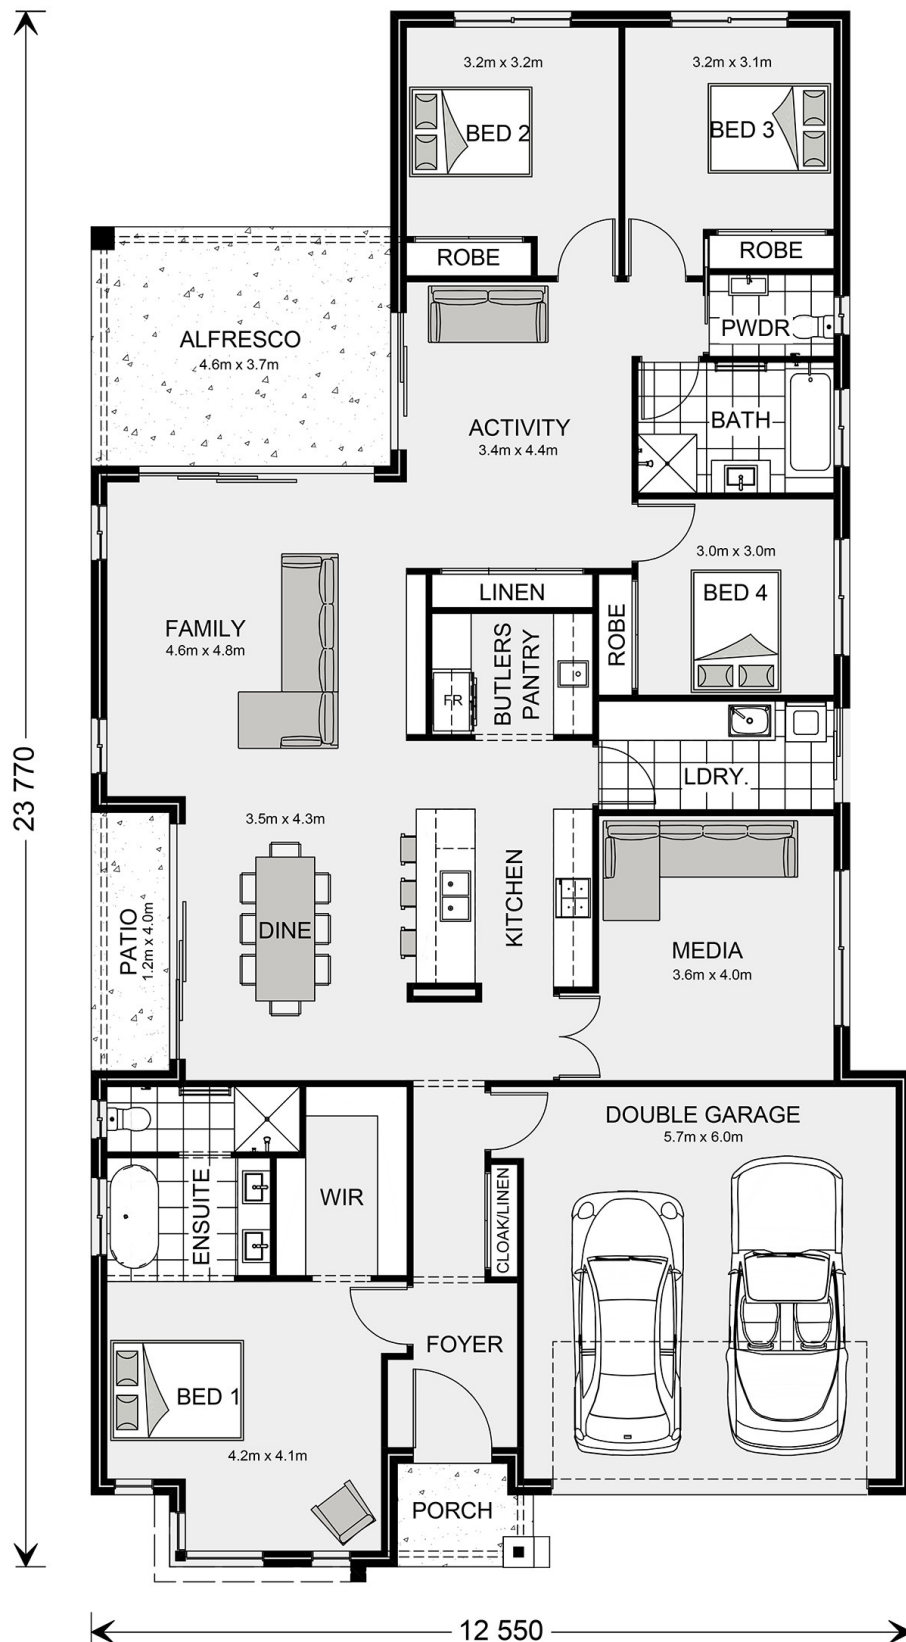 3.2m x 3.2m
BED 2
ROBE
3.2m x 3.1m
BED 3
ROBE
PWDR
ALFRESCO
4.6m x 3.7m
ACTIVITY
3.4m x 4.4m
BATH
3.0m x 3.0m
BED 4
ROBE
LINEN
BUTLERS
PANTRY
FR
FAMILY
4.6m x 4.8m
LDRY.
23 770
3.5m x 4.3m
DINE
KITCHEN
PATIO
1.2m x 4.0m
MEDIA
3.6m x 4.0m
DOUBLE GARAGE
5.7m x 6.0m
ENSUITE
WIR
CLOAK/LINEN
FOYER
BED 1
4.2m x 4.1m
PORCH
12 550